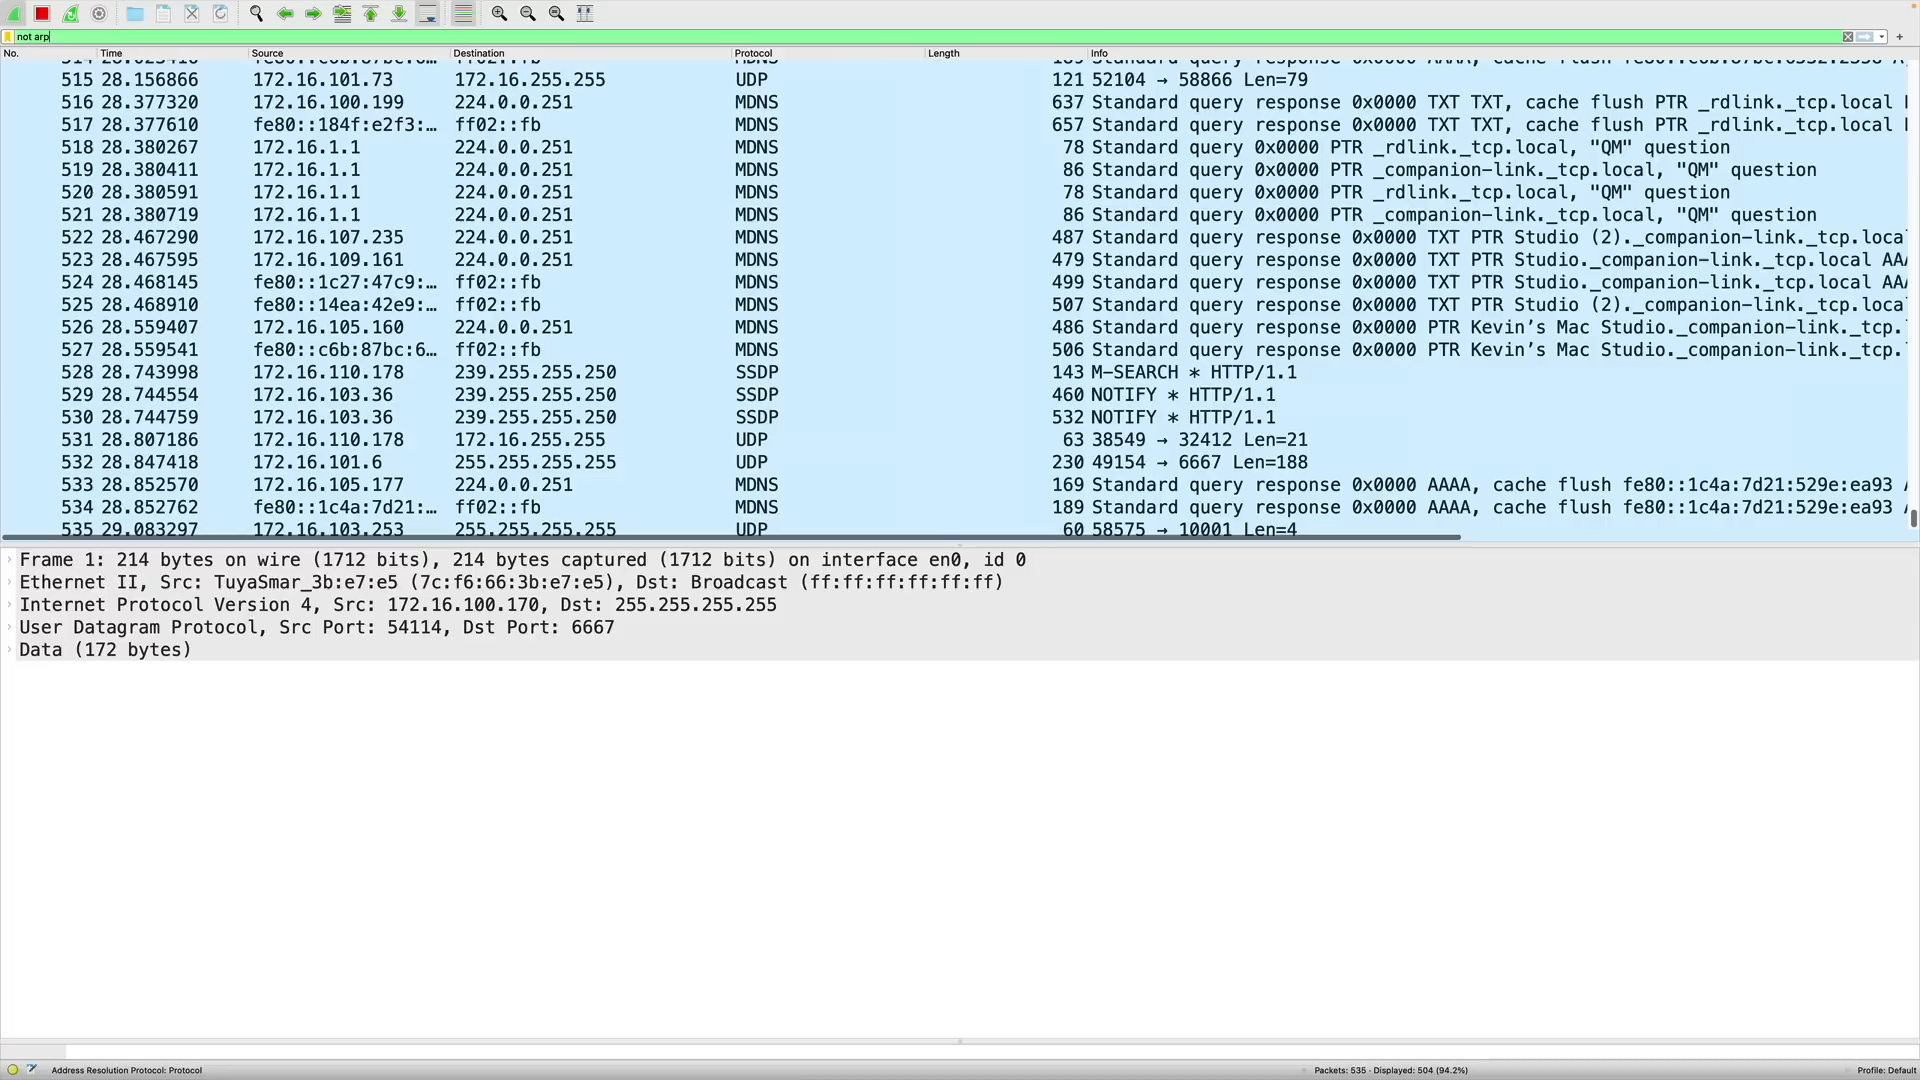 not arp
No. Time Source Destination Protocol Length Info
515 28.156866 172.16.101.73 172.16.255.255 UDP 121 52104 → 58866 Len=79
516 28.377320 172.16.100.199 224.0.0.251 MDNS 637 Standard query response 0x0000 TXT TXT, cache flush PTR _rdlink._tcp.local
517 28.377610 fe80::184f:e2f3:… ff02::fb MDNS 657 Standard query response 0x0000 TXT TXT, cache flush PTR _rdlink._tcp.local
518 28.380267 172.16.1.1 224.0.0.251 MDNS 78 Standard query 0x0000 PTR _rdlink._tcp.local, "QM" question
519 28.380411 172.16.1.1 224.0.0.251 MDNS 86 Standard query 0x0000 PTR _companion-link._tcp.local, "QM" question
520 28.380591 172.16.1.1 224.0.0.251 MDNS 78 Standard query 0x0000 PTR _rdlink._tcp.local, "QM" question
521 28.380719 172.16.1.1 224.0.0.251 MDNS 86 Standard query 0x0000 PTR _companion-link._tcp.local, "QM" question
522 28.467290 172.16.107.235 224.0.0.251 MDNS 487 Standard query response 0x0000 TXT PTR Studio (2)._companion-link._tcp.loca
523 28.467595 172.16.109.161 224.0.0.251 MDNS 479 Standard query response 0x0000 TXT PTR Studio._companion-link._tcp.local AA
524 28.468145 fe80::1c27:47c9:… ff02::fb MDNS 499 Standard query response 0x0000 TXT PTR Studio._companion-link._tcp.local AA
525 28.468910 fe80::14ea:42e9:… ff02::fb MDNS 507 Standard query response 0x0000 TXT PTR Studio (2)._companion-link._tcp.loca
526 28.559407 172.16.105.160 224.0.0.251 MDNS 486 Standard query response 0x0000 PTR Kevin’s Mac Studio._companion-link._tcp.
527 28.559541 fe80::c6b:87bc:6… ff02::fb MDNS 506 Standard query response 0x0000 PTR Kevin’s Mac Studio._companion-link._tcp.
528 28.743998 172.16.110.178 239.255.255.250 SSDP 143 M-SEARCH * HTTP/1.1
529 28.744554 172.16.103.36 239.255.255.250 SSDP 460 NOTIFY * HTTP/1.1
530 28.744759 172.16.103.36 239.255.255.250 SSDP 532 NOTIFY * HTTP/1.1
531 28.807186 172.16.110.178 172.16.255.255 UDP 63 38549 → 32412 Len=21
532 28.847418 172.16.101.6 255.255.255.255 UDP 230 49154 → 6667 Len=188
533 28.852570 172.16.105.177 224.0.0.251 MDNS 169 Standard query response 0x0000 AAAA, cache flush fe80::1c4a:7d21:529e:ea93
534 28.852762 fe80::1c4a:7d21:… ff02::fb MDNS 189 Standard query response 0x0000 AAAA, cache flush fe80::1c4a:7d21:529e:ea93
535 29.083297 172.16.103.253 255.255.255.255 UDP 60 58575 → 10001 Len=4
Frame 1: 214 bytes on wire (1712 bits), 214 bytes captured (1712 bits) on interface en0, id 0
Ethernet II, Src: TuyaSmar_3b:e7:e5 (7c:f6:66:3b:e7:e5), Dst: Broadcast (ff:ff:ff:ff:ff:ff)
Internet Protocol Version 4, Src: 172.16.100.170, Dst: 255.255.255.255
User Datagram Protocol, Src Port: 54114, Dst Port: 6667
Data (172 bytes)
Address Resolution Protocol: Protocol Packets: 535 · Displayed: 504 (94.2%) Profile: Default